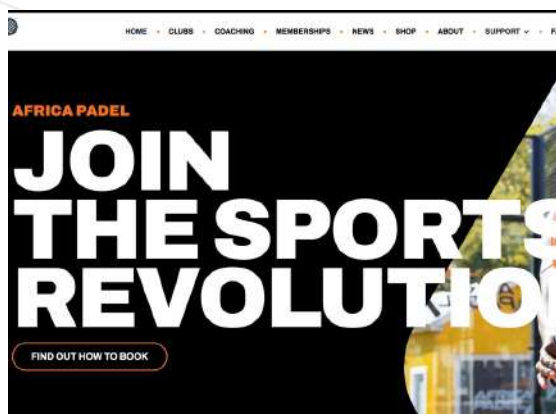 HOME • CLUBS • COACHING • MEMBERSHIPS • NEWS • SHOP • ABOUT • SUPPORT
AFRICA PADEL
JOIN
THE SPORTS
REVOLUTIO
FIND OUT HOW TO BOOK